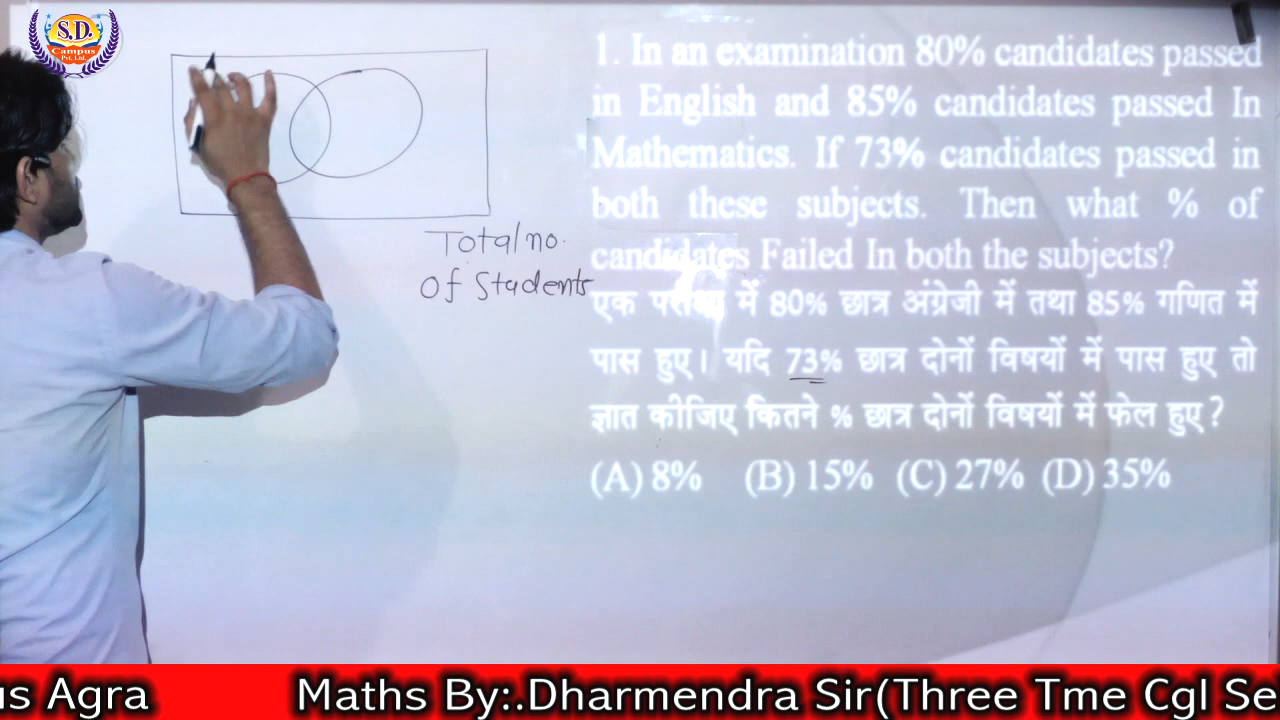 S.D.
Campus
Pvt. Ltd.
Total no.
Of Students
1. In an examination 80% candidates passed
in English and 85% candidates passed In
Mathematics. If 73% candidates passed in
both these subjects. Then what % of
candidates Failed In both the subjects?
एक परीक्षा में 80% छात्र अंग्रेजी में तथा 85% गणित में
पास हुए। यदि 73% छात्र दोनों विषयों में पास हुए तो
ज्ञात कीजिए कितने % छात्र दोनों विषयों में फेल हुए?
(A) 8% (B) 15% (C) 27% (D) 35%
us Agra Maths By:.Dharmendra Sir(Three Tme Cgl Se